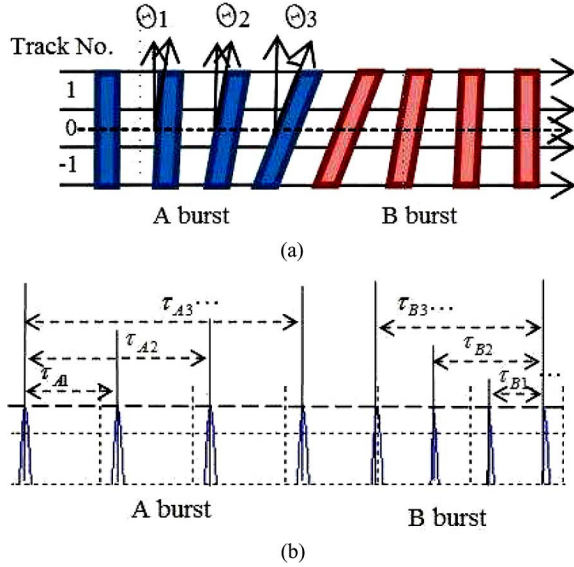 Θ1 Θ2 Θ3
Track No.
1
0
-1
A burst B burst
(a)
τA3...
τB3...
τA2
τB2
τA1
τB1 ...
A burst B burst
(b)